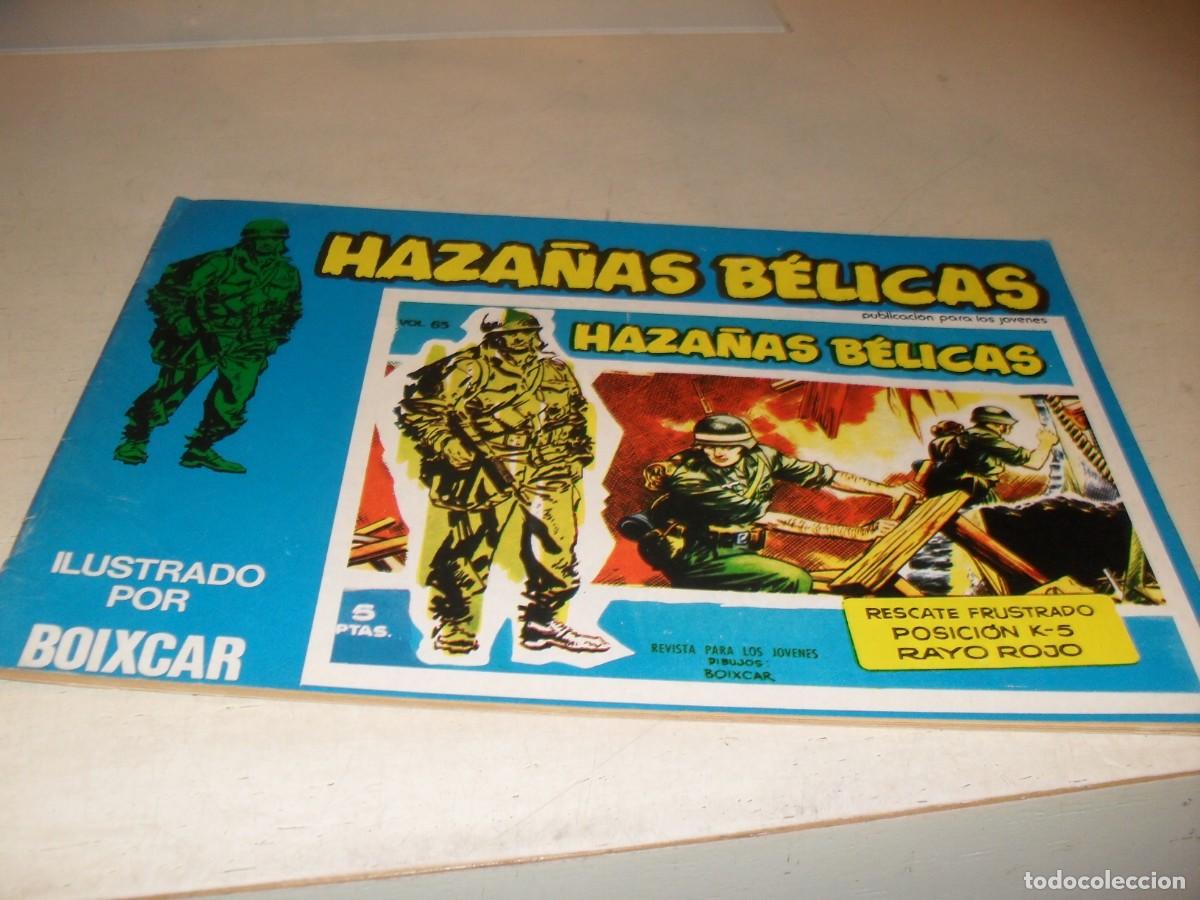 HAZAÑAS BÉLICAS
publicación para los jovenes
VOL. 65
HAZAÑAS BÉLICAS
ILUSTRADO
POR
BOIXCAR
5
PTAS.
REVISTA PARA LOS JOVENES
DIBUJOS:
BOIXCAR
RESCATE FRUSTRADO
POSICIÓN K-5
RAYO ROJO
todocoleccion